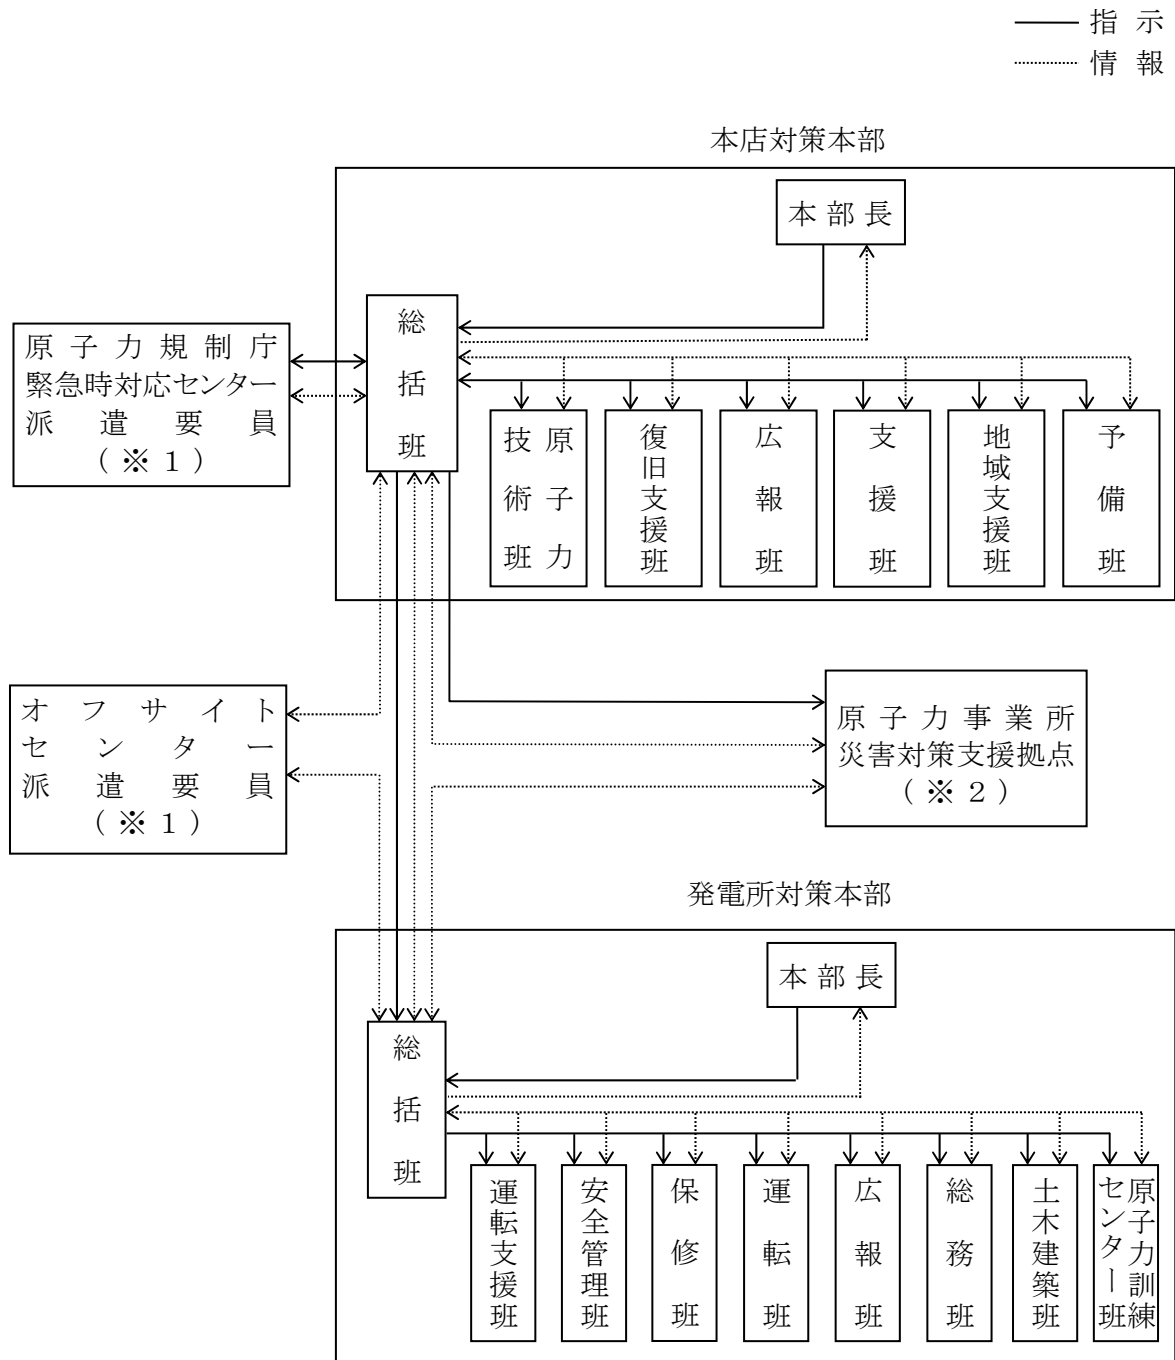 指示
情報
本店対策本部
本部長
総括班
原子力規制庁
緊急時対応センター
派遣要員
(※1)
原子力
技術班
復旧支援班
広報班
支援班
地域支援班
予備班
オフサイト
センター
派遣要員
(※1)
原子力事業所
災害対策支援拠点
(※2)
発電所対策本部
本部長
総括班
運転支援班
安全管理班
保修班
運転班
広報班
総務班
土木建築班
原子力訓練
センター班